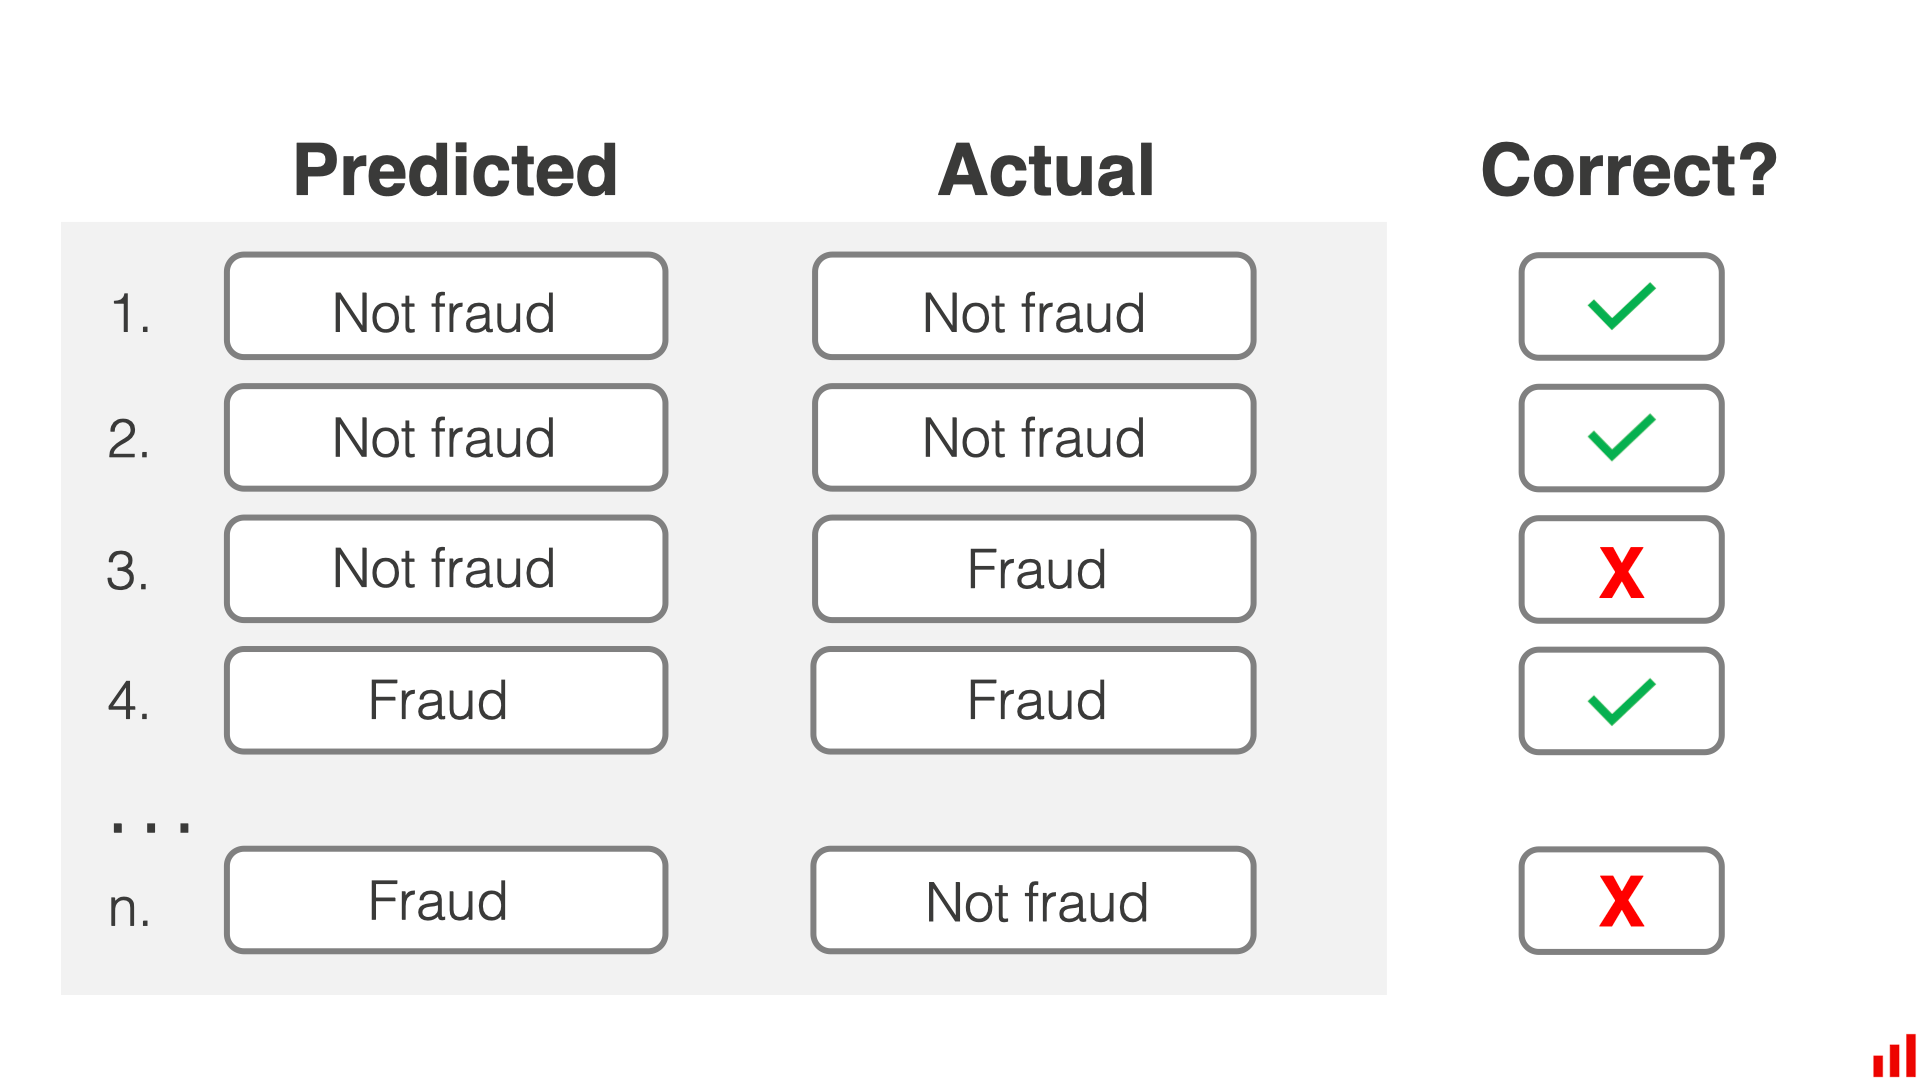 Predicted Actual Correct?
1. Not fraud Not fraud
2. Not fraud Not fraud
3. Not fraud Fraud X
4. Fraud Fraud
...
n. Fraud Not fraud X